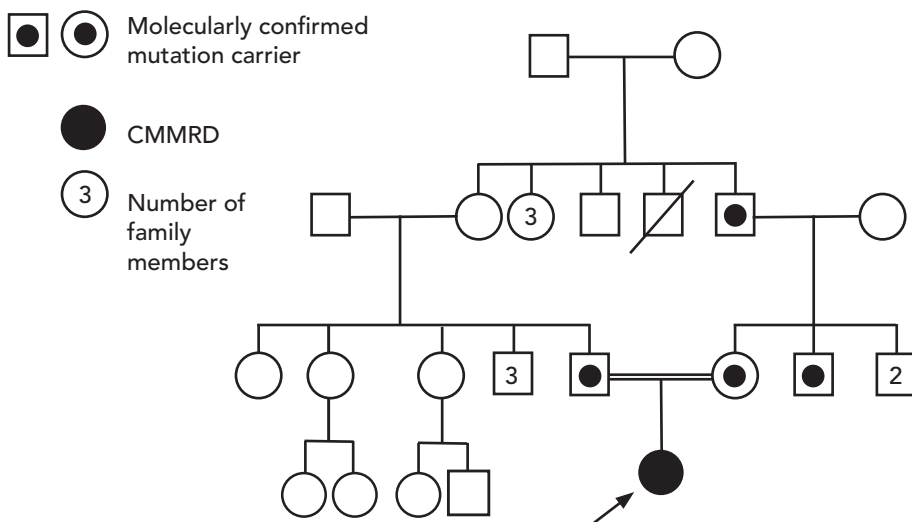 Molecularly confirmed
mutation carrier
CMMRD
3
Number of
family
members
3
3
2